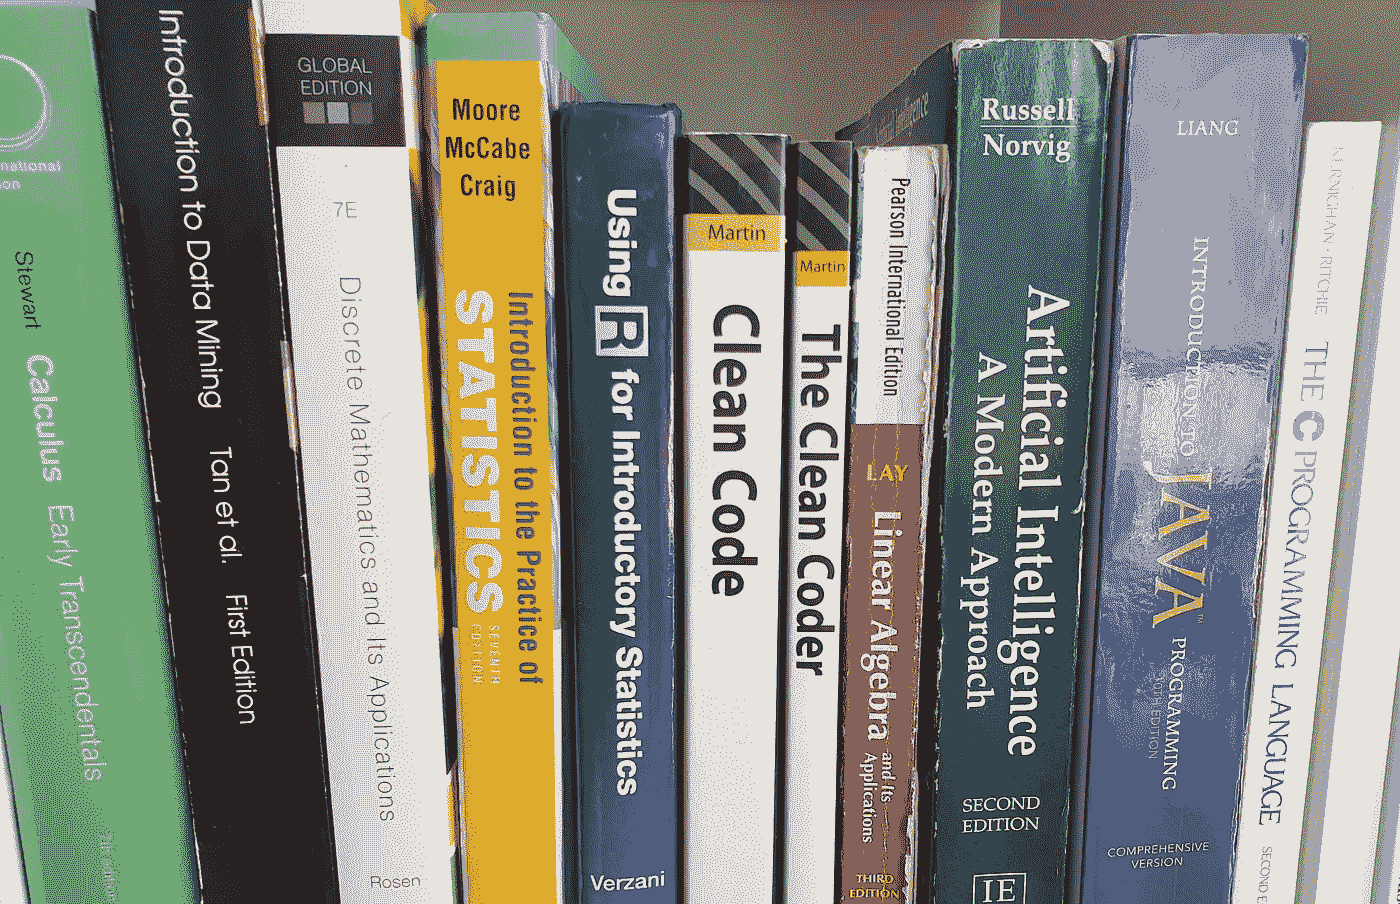 national
Stewart Calculus Early Transcendentals
Introduction to Data Mining Tan et al. First Edition
GLOBAL
EDITION
7E
Discrete Mathematics and Its Applications
Rosen
Moore
McCabe
Craig
Introduction to the Practice of
STATISTICS
SEVENTH
EDITION
Using R for Introductory Statistics
Verzani
Martin
Clean Code
Martin
The Clean Coder
Pearson International Edition
LAY
Linear Algebra
and Its
Applications
THIRD
EDITION
Intelligence
Russell
Norvig
Artificial Intelligence
A Modern Approach
SECOND
EDITION
IE
LIANG
INTRODUCTION TO
JAVA™
PROGRAMMING
EDITION
COMPREHENSIVE
VERSION
KERNIGHAN · RITCHIE
THE C PROGRAMMING LANGUAGE
SECOND E